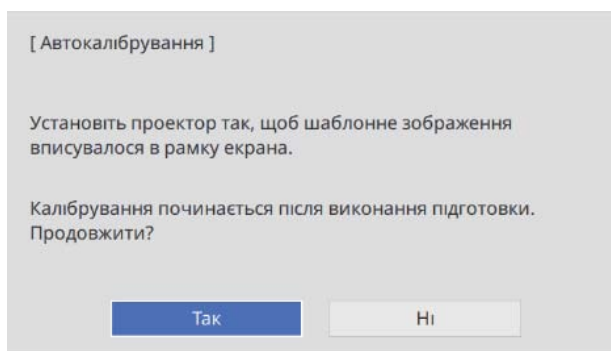 [ Автокалібрування ]
Установіть проектор так, щоб шаблонне зображення
вписувалося в рамку екрана.
Калібрування починається після виконання підготовки.
Продовжити?
Так
Ні